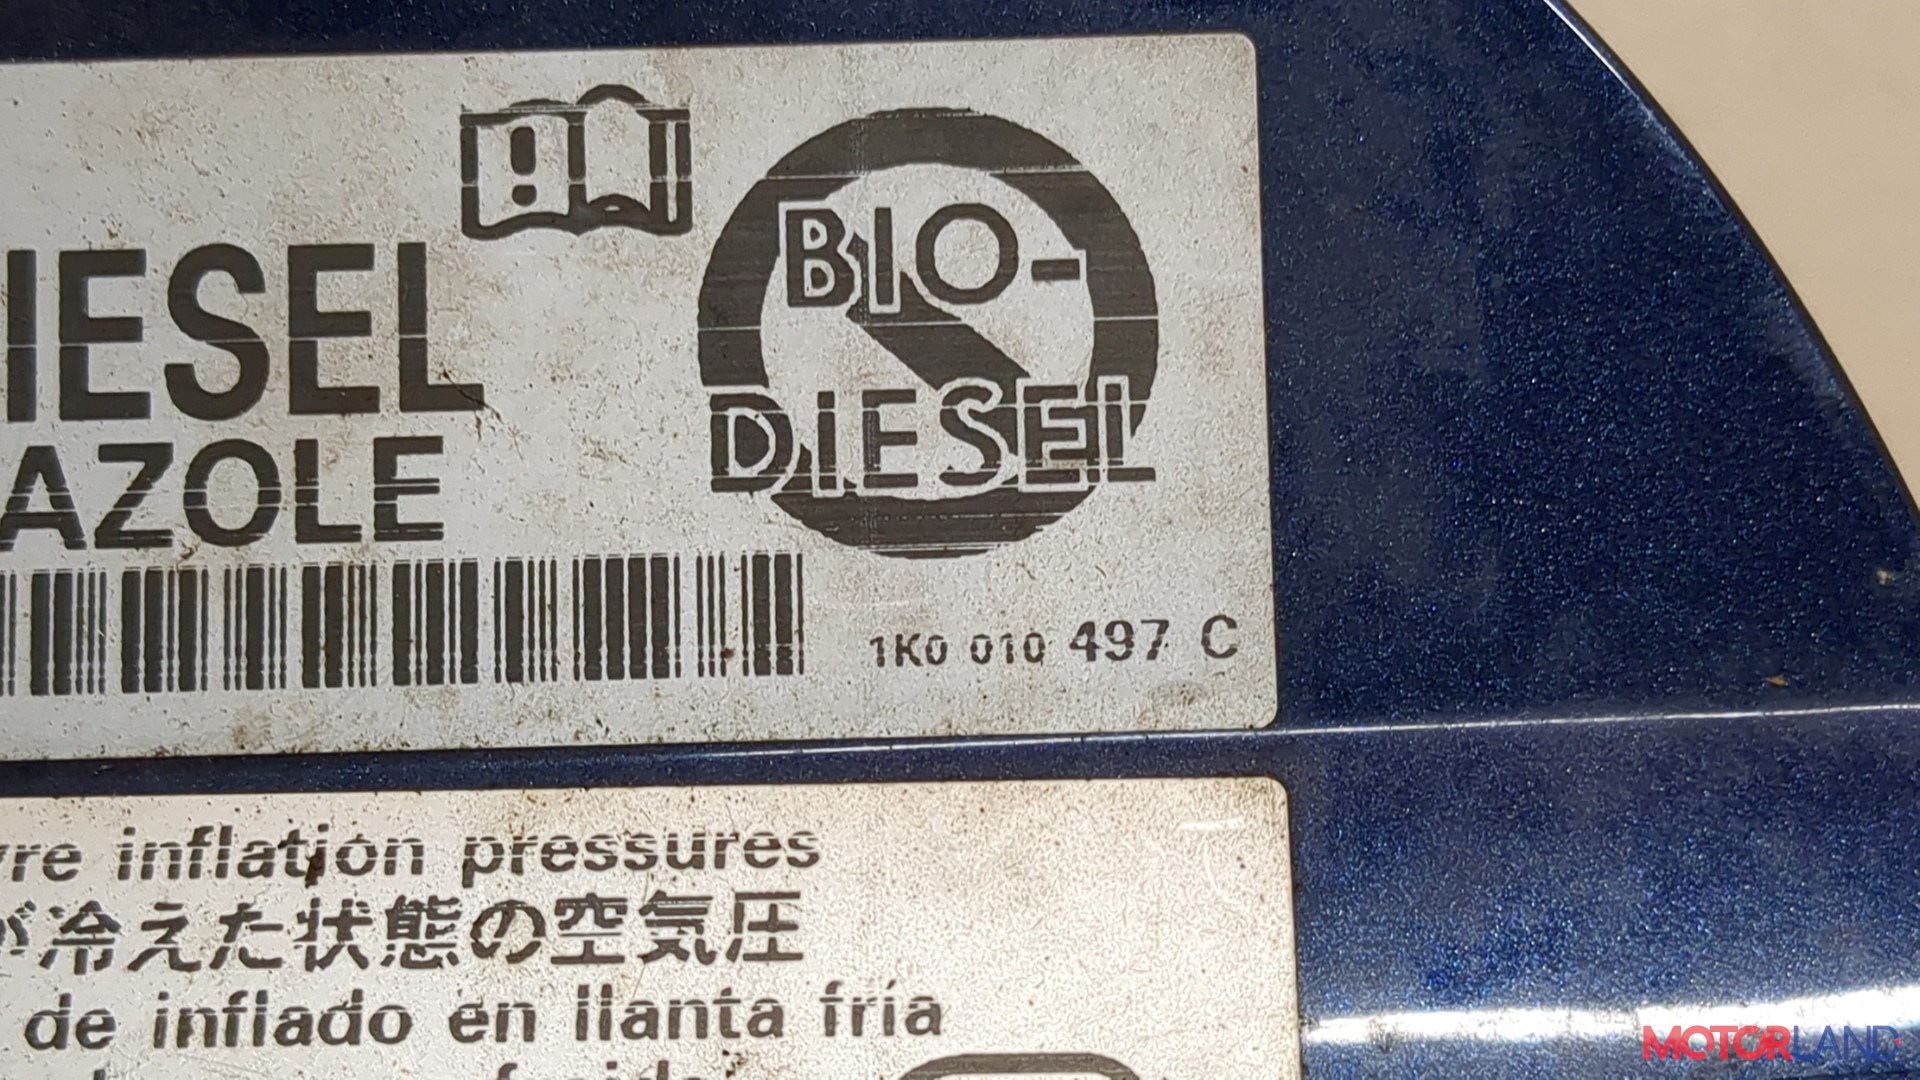 BIO-
IESEL
DIESEL
AZOLE
1K0 010 497 C
yre inflation pressures
が冷えた状態の空気圧
de inflado en llanta fría
MOTORLAND